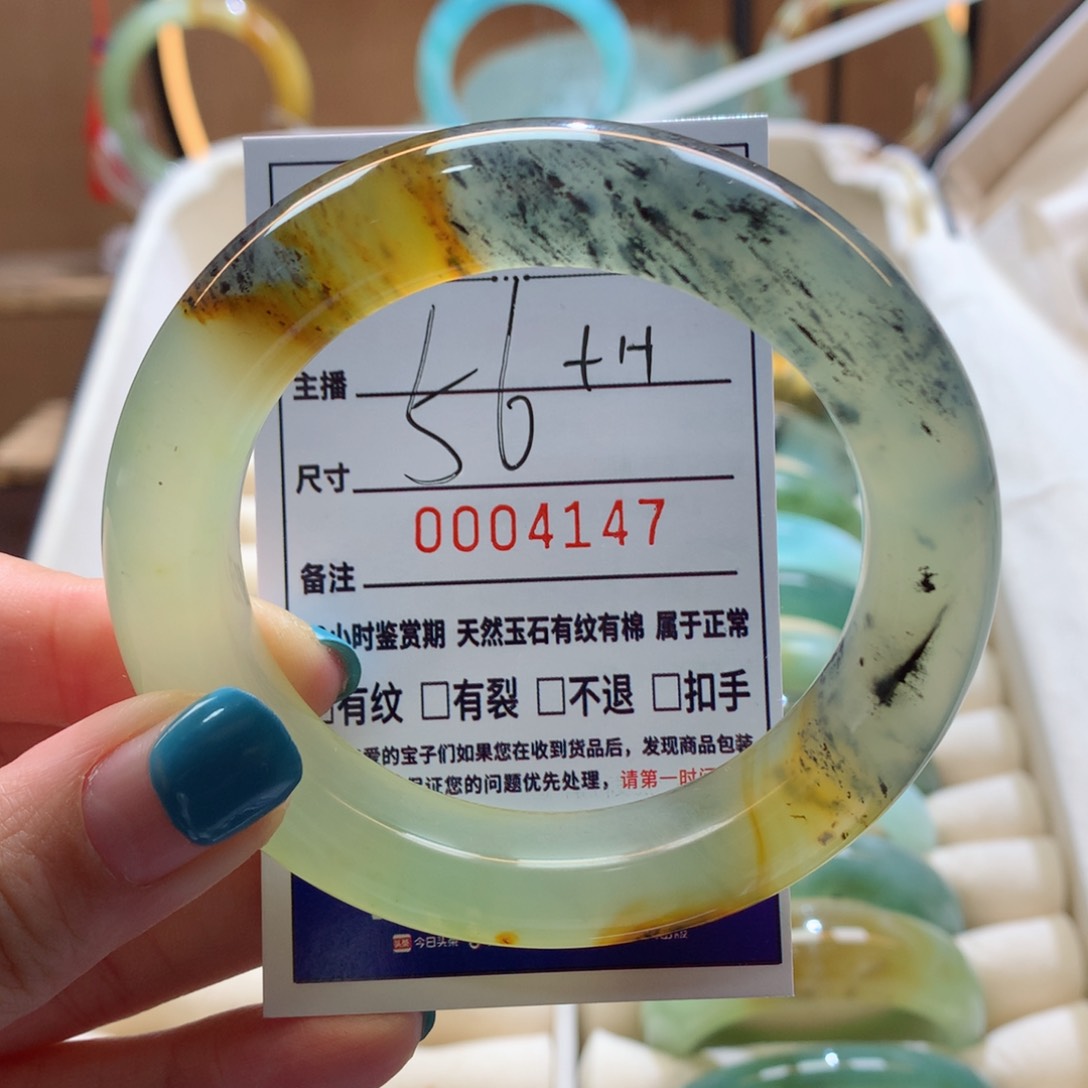 主播
56 +H
尺寸
0004147
备注
小时鉴赏期 天然玉石有纹有棉 属于正常
□有纹 □有裂 □不退 □扣手
爱的宝子们如果您在收到货品后，发现商品包装
证您的问题优先处理，请第一时
头条 今日头条